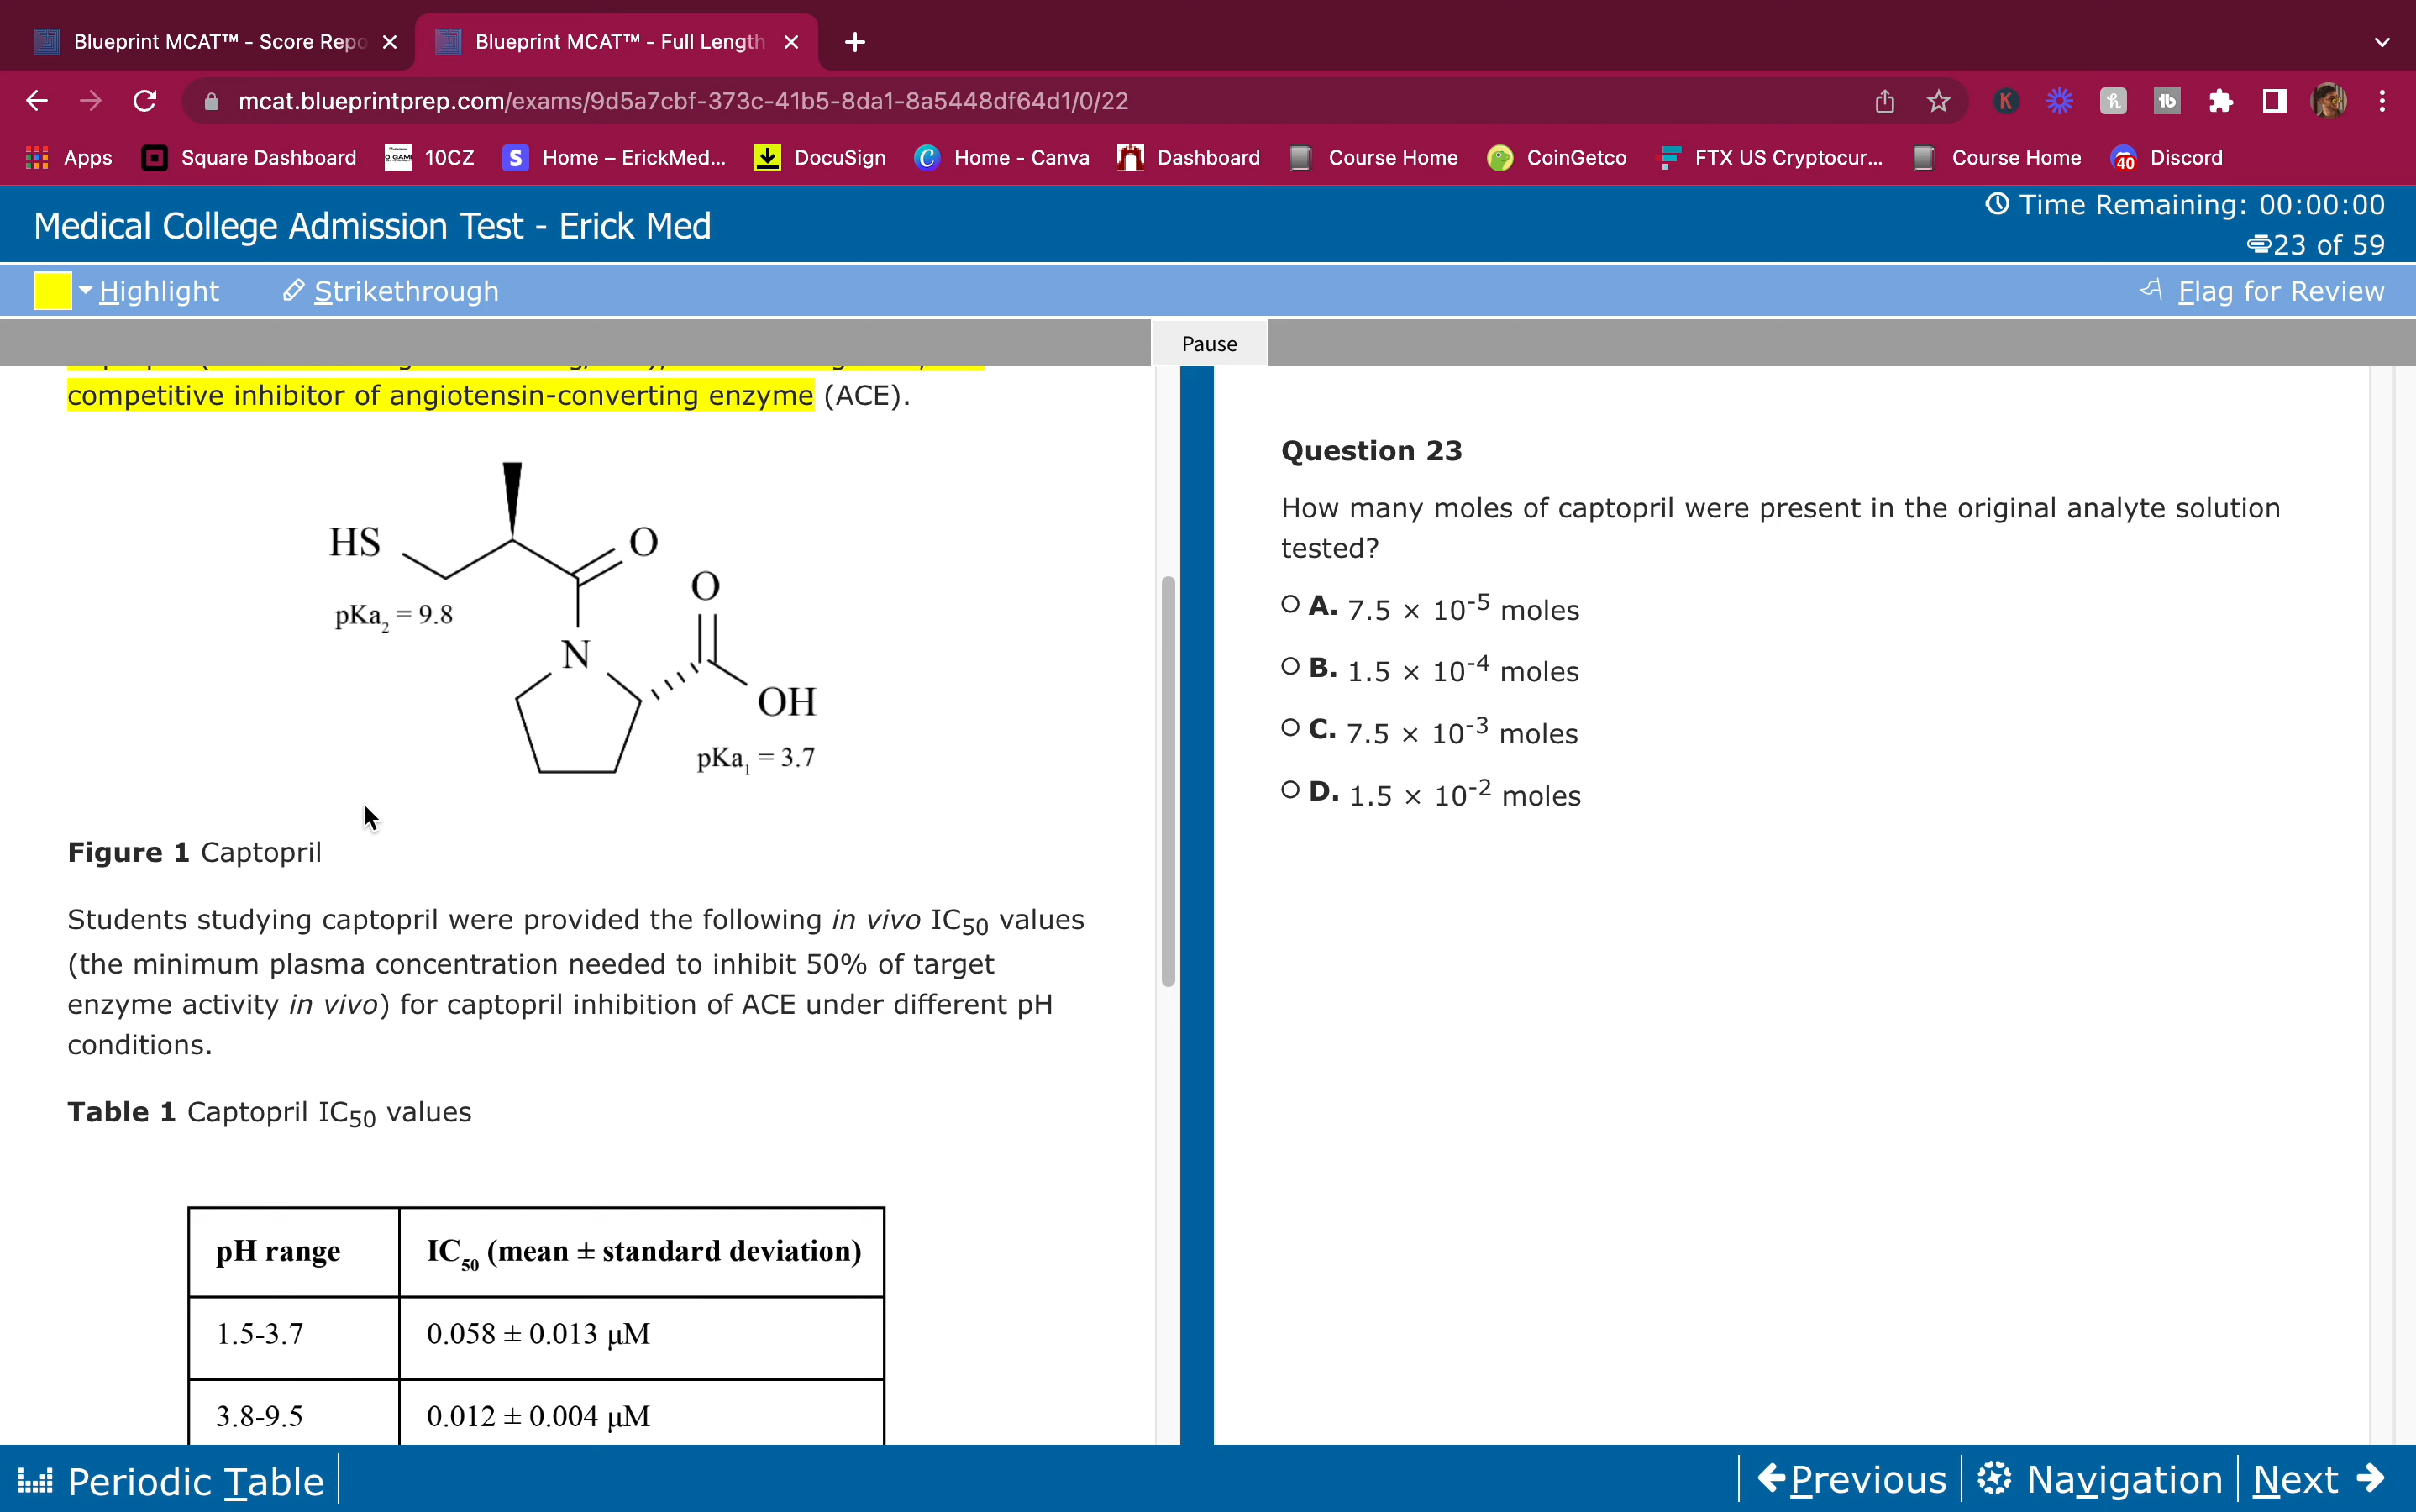 Blueprint MCAT™ - Score Repo
Blueprint MCAT™ - Full Length
mcat.blueprintprep.com/exams/9d5a7cbf-373c-41b5-8da1-8a5448df64d1/0/22
Apps
Square Dashboard
10CZ
Home – ErickMed...
DocuSign
Home - Canva
Dashboard
Course Home
CoinGetco
FTX US Cryptocur...
Course Home
40
Discord
Medical College Admission Test - Erick Med
Time Remaining: 00:00:00
23 of 59
Highlight
Strikethrough
Flag for Review
Pause
competitive inhibitor of angiotensin-converting enzyme (ACE).
HS
O
O
pKa₂ = 9.8
N
OH
pKa₁ = 3.7
Figure 1 Captopril
Students studying captopril were provided the following in vivo IC₅₀ values
(the minimum plasma concentration needed to inhibit 50% of target
enzyme activity in vivo) for captopril inhibition of ACE under different pH
conditions.
Table 1 Captopril IC₅₀ values
pH range IC₅₀ (mean ± standard deviation)
1.5-3.7 0.058 ± 0.013 μM
3.8-9.5 0.012 ± 0.004 μM
Question 23
How many moles of captopril were present in the original analyte solution
tested?
A. 7.5 × 10⁻⁵ moles
B. 1.5 × 10⁻⁴ moles
C. 7.5 × 10⁻³ moles
D. 1.5 × 10⁻² moles
Periodic Table
Previous
Navigation
Next